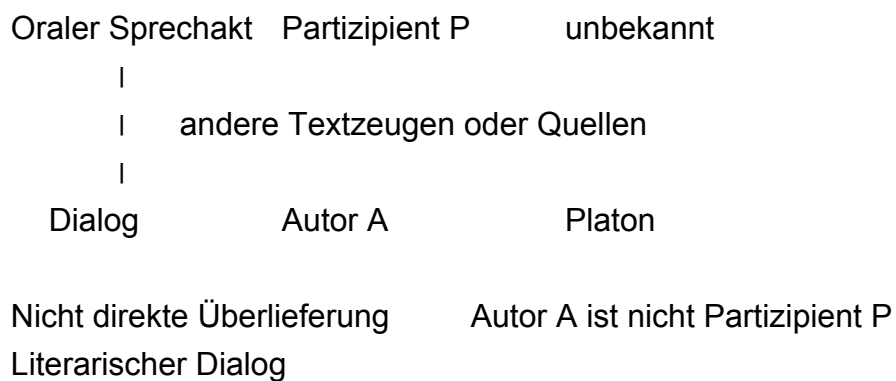 Oraler Sprechakt Partizipient P unbekannt
|
| andere Textzeugen oder Quellen
|
Dialog Autor A Platon
Nicht direkte Überlieferung Autor A ist nicht Partizipient P
Literarischer Dialog